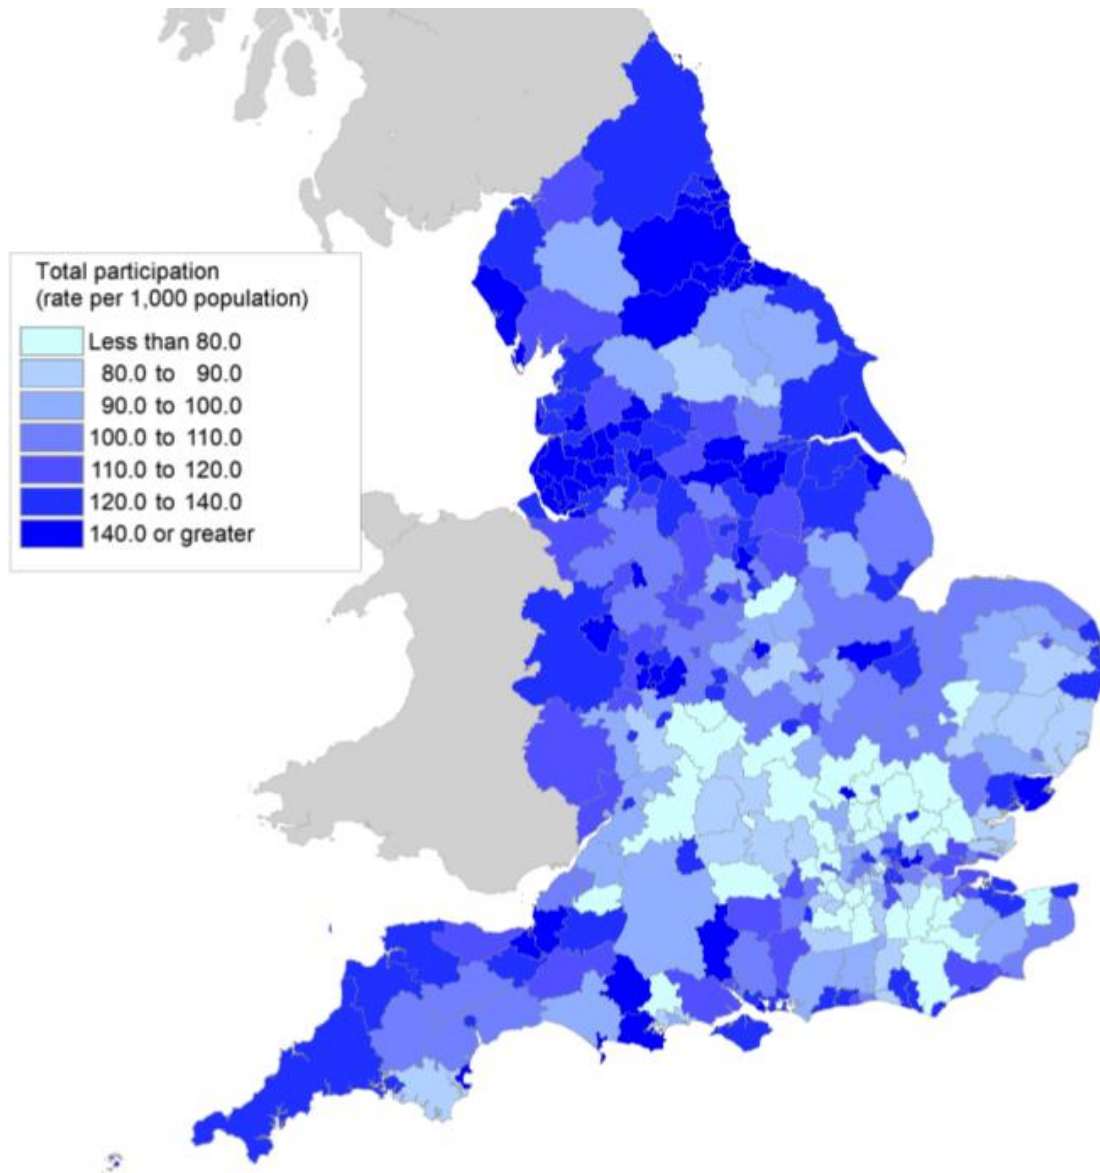 Total participation
(rate per 1,000 population)
Less than 80.0
80.0 to 90.0
90.0 to 100.0
100.0 to 110.0
110.0 to 120.0
120.0 to 140.0
140.0 or greater